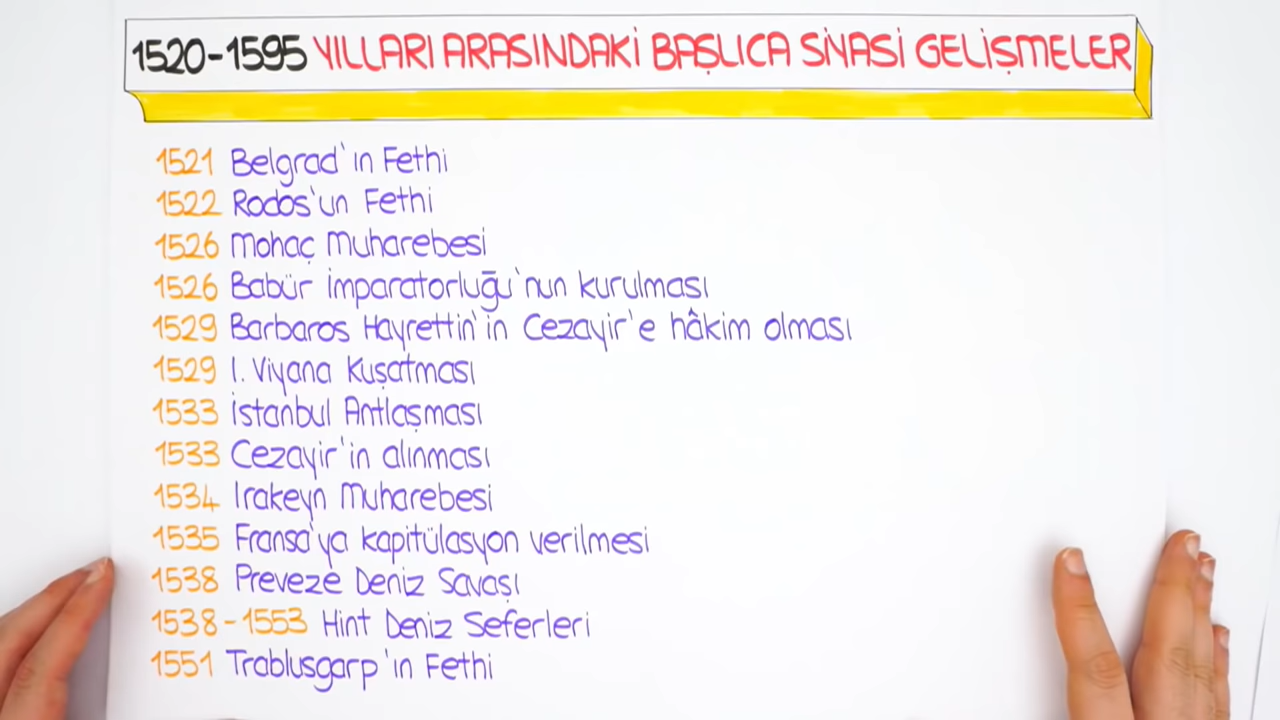 1520-1595 YILLARI ARASINDAKİ BAŞLICA SİYASİ GELİŞMELER
1521 Belgrad'ın Fethi
1522 Rodos'un Fethi
1526 Mohaç Muharebesi
1526 Babür İmparatorluğu'nun kurulması
1529 Barbaros Hayrettin'in Cezayir'e hâkim olması
1529 I. Viyana Kuşatması
1533 İstanbul Antlaşması
1533 Cezayir'in alınması
1534 Irakeyn Muharebesi
1535 Fransa'ya kapitülasyon verilmesi
1538 Preveze Deniz Savaşı
1538-1553 Hint Deniz Seferleri
1551 Trablusgarp'ın Fethi